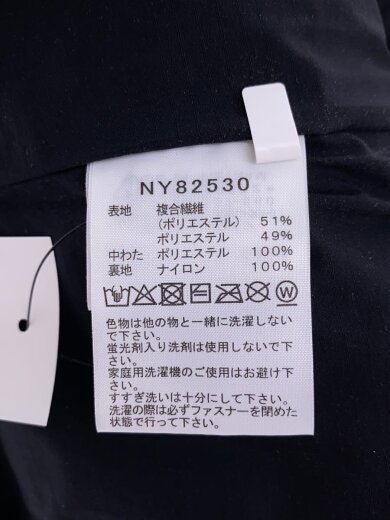 NY82530
表地 複合繊維
(ポリエステル) 51%
ポリエステル 49%
中わた ポリエステル 100%
裏地 ナイロン 100%
色物は他の物と一緒に洗濯しない
で下さい。
蛍光剤入り洗剤は使用しないで下
さい。
家庭用洗濯機のご使用はお避け下
さい。
すすぎ洗いは十分にして下さい。
洗濯の際は必ずファスナーを閉めた
状態で行って下さい。